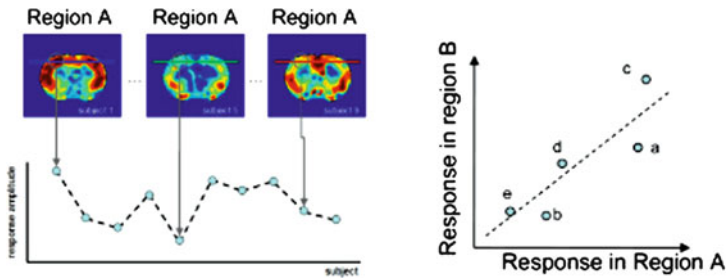 Region A
Region A
Region A
subject 1
...
subject 5
...
subject 9
response amplitude
subject
Response in region B
c
a
d
e
b
Response in Region A